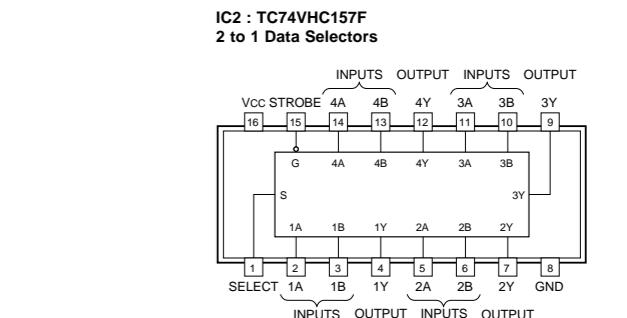 IC2 : TC74VHC157F
2 to 1 Data Selectors
INPUTS OUTPUT INPUTS OUTPUT
Vcc STROBE 4A 4B 4Y 3A 3B 3Y
16 15 14 13 12 11 10 9
G 4A 4B 4Y 3A 3B
S 3Y
1A 1B 1Y 2A 2B 2Y
1 2 3 4 5 6 7 8
SELECT 1A 1B 1Y 2A 2B 2Y GND
INPUTS OUTPUT INPUTS OUTPUT